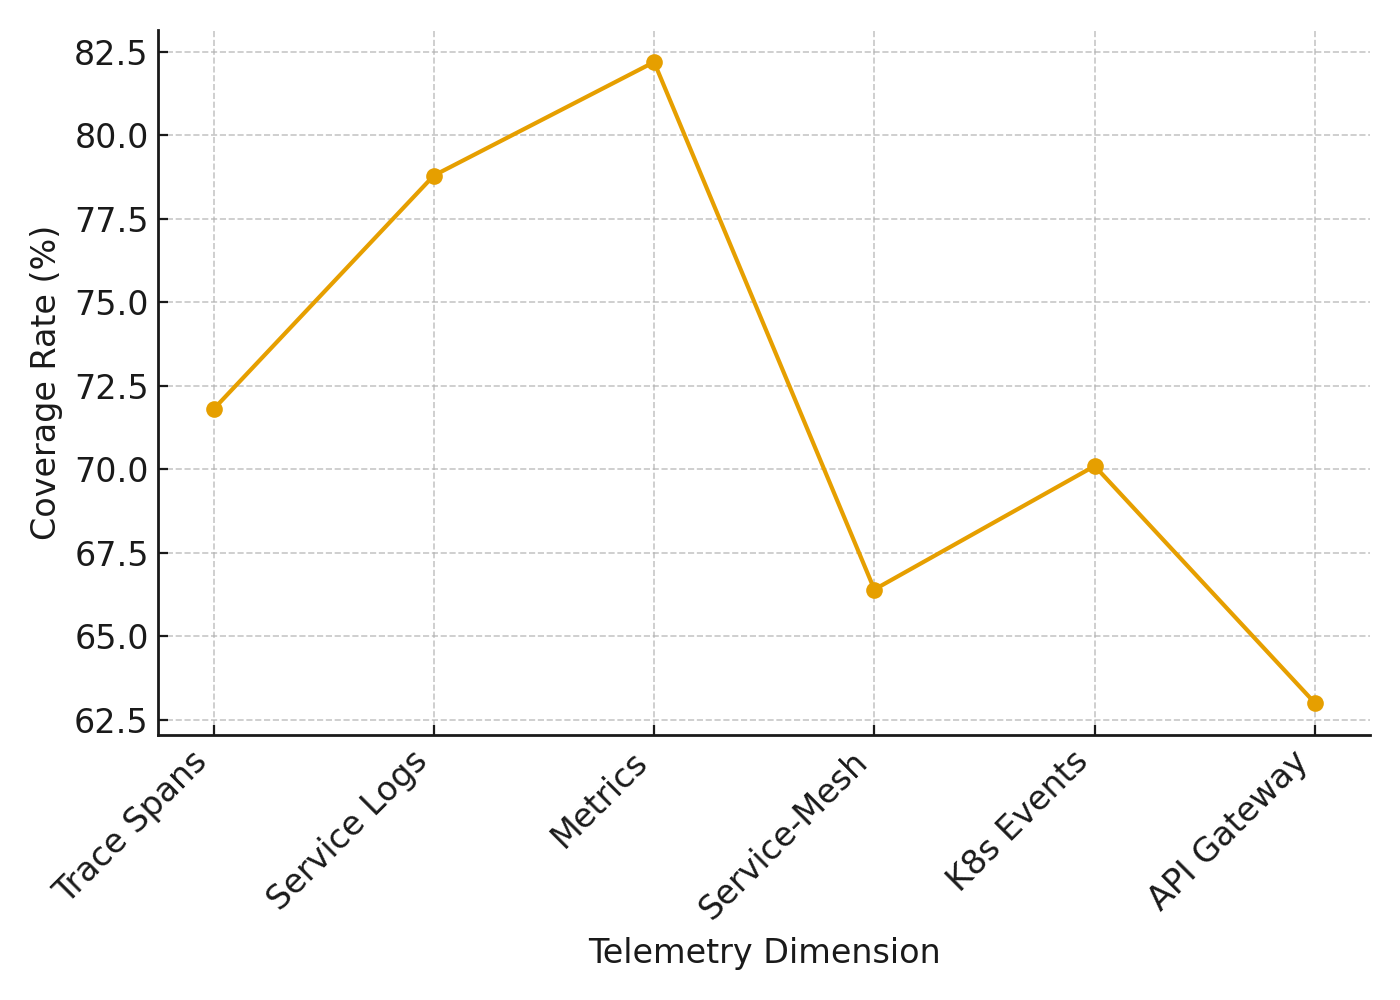 82.5
80.0
77.5
75.0
72.5
70.0
67.5
65.0
62.5
Coverage Rate (%)
Trace Spans
Service Logs
Metrics
Service-Mesh
K8s Events
API Gateway
Telemetry Dimension